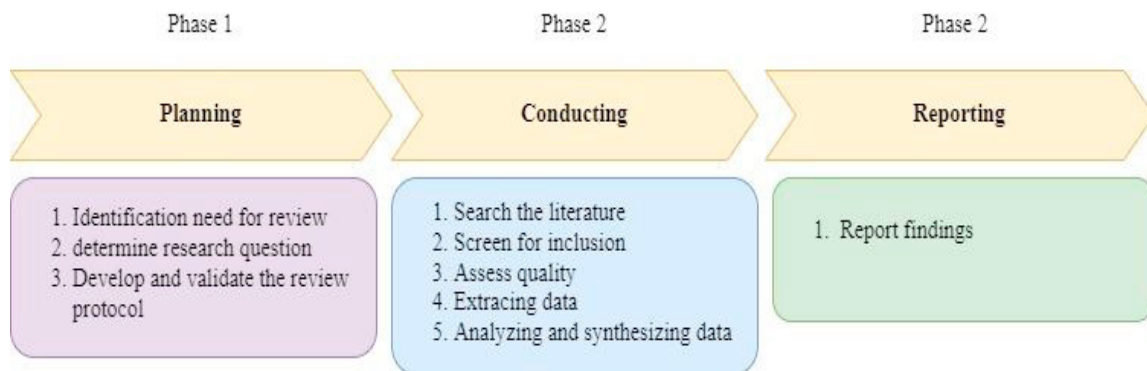 Phase 1
Phase 2
Phase 2
Planning
Conducting
Reporting
1. Identification need for review
2. determine research question
3. Develop and validate the review
protocol
1. Search the literature
2. Screen for inclusion
3. Assess quality
4. Extracing data
5. Analyzing and synthesizing data
1. Report findings